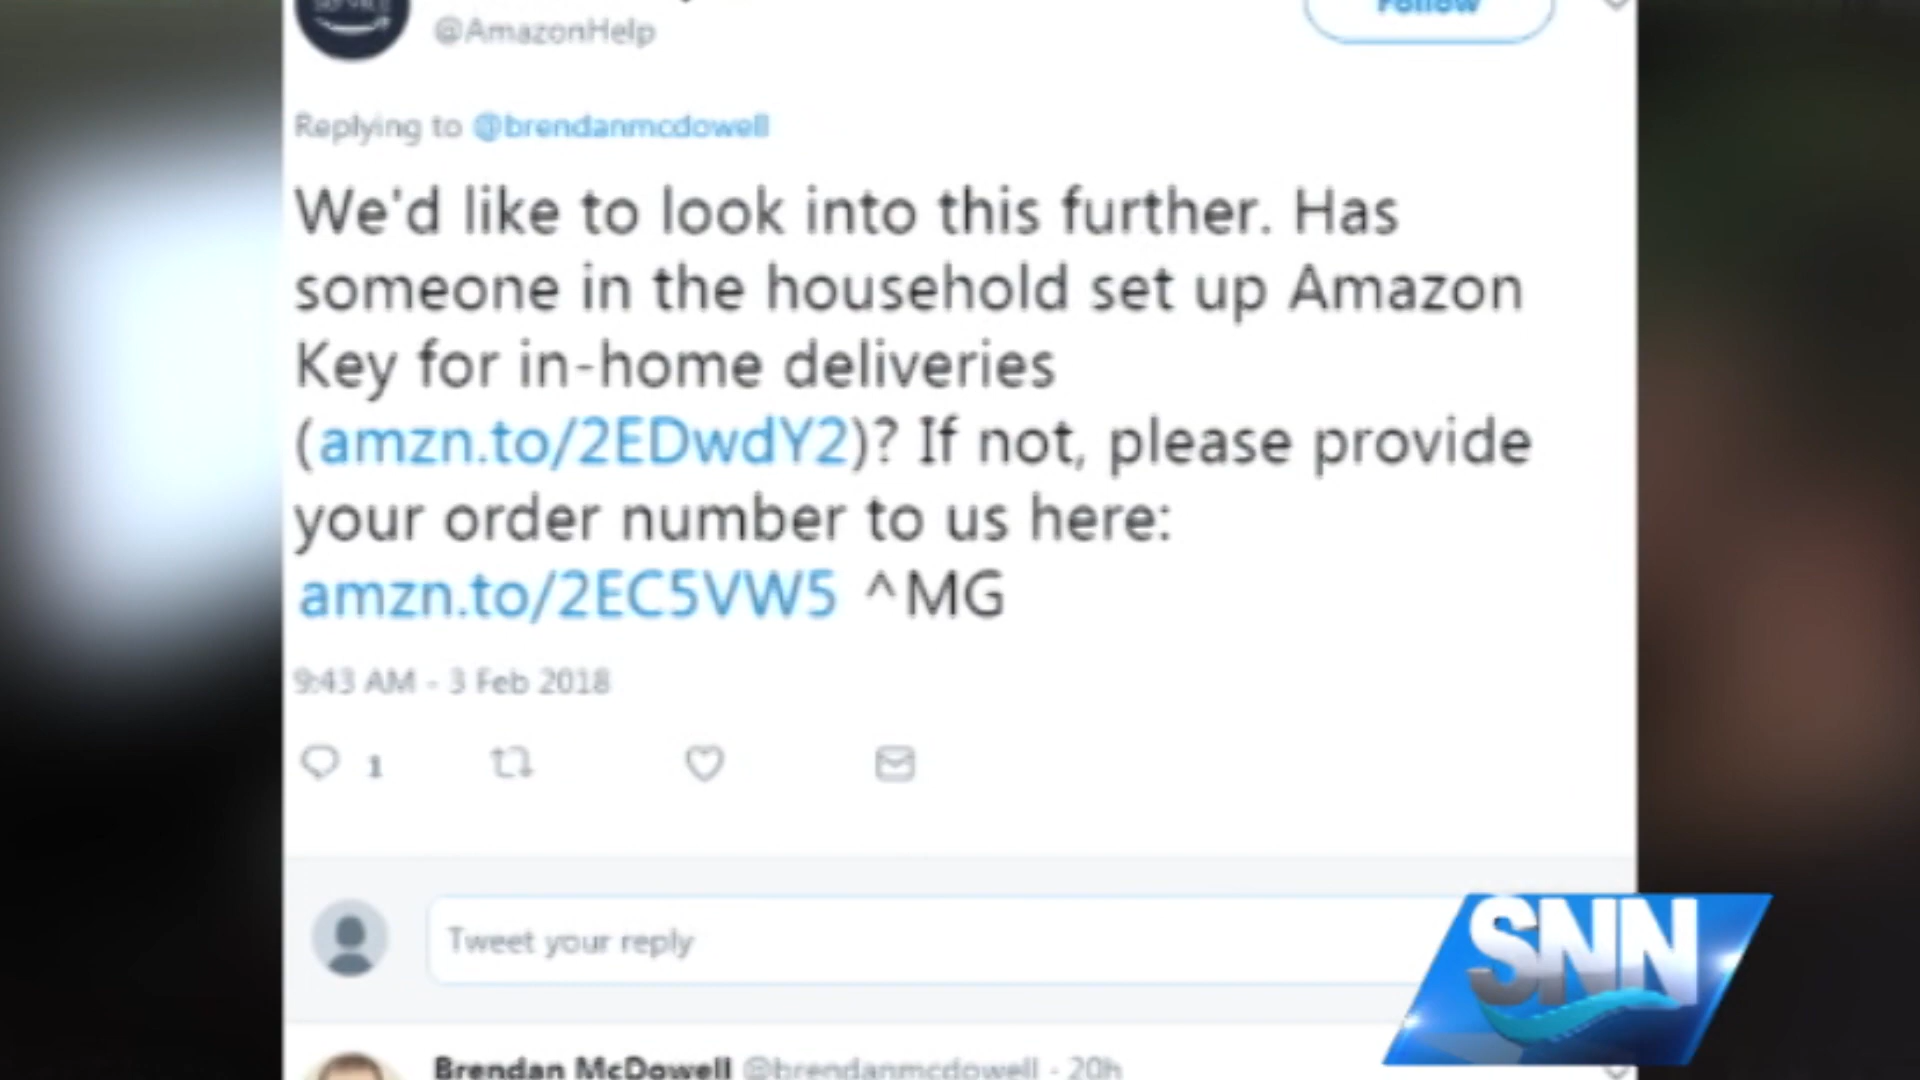 @AmazonHelp
Follow
Replying to @brendanmcdowell
We'd like to look into this further. Has
someone in the household set up Amazon
Key for in-home deliveries
(amzn.to/2EDwdY2)? If not, please provide
your order number to us here:
amzn.to/2EC5VW5 ^MG
9:43 AM - 3 Feb 2018
1
Tweet your reply
SNN
Brendan McDowell @brendanmcdowell · 20h